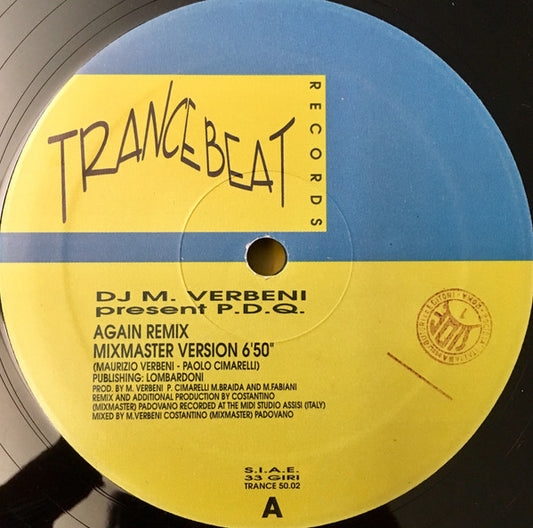 TRANCEBEAT
RECORDS
DJ M. VERBENI
present P.D.Q.
AGAIN REMIX
MIXMASTER VERSION 6'50"
(MAURIZIO VERBENI - PAOLO CIMARELLI)
PUBLISHING: LOMBARDONI
PROD. BY M. VERBENI P. CIMARELLI M.BRAIDA AND M.FABIANI
REMIX AND ADDITIONAL PRODUCTION BY COSTANTINO
(MIXMASTER) PADOVANO RECORDED AT THE MIDI STUDIO ASSISI (ITALY)
MIXED BY M.VERBENI COSTANTINO (MIXMASTER) PADOVANO
S.I.A.E.
33 GIRI
TRANCE 50.02
A